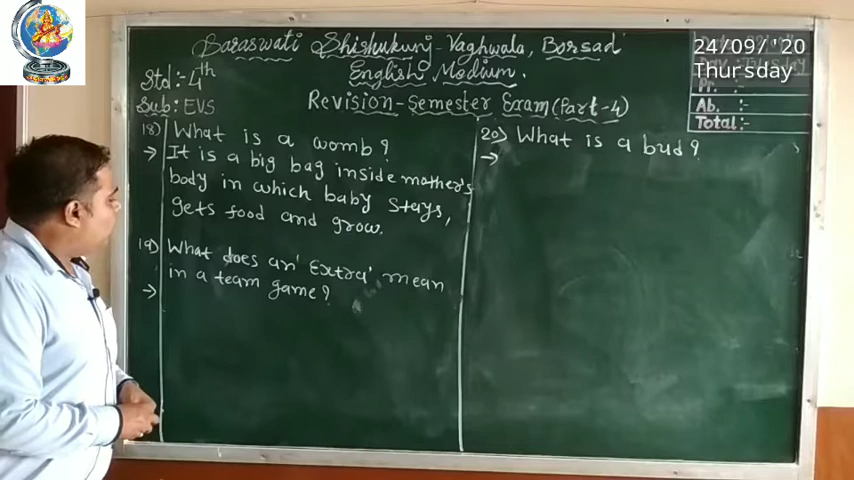 Saraswati Shishukunj-Vaghwala, Borsad
English Medium.
24/09/'20
Thursday
Std:-4th
Sub: EVS
Revision-Semester Exam (Part-4)
Pr. :-
Ab. :-
Total:-
18) What is a womb?
→ It is a big bag inside mother's
body in which baby stays,
gets food and grow.
19) What does an 'Extra' mean
in a team game?
→
20) What is a bud?
→